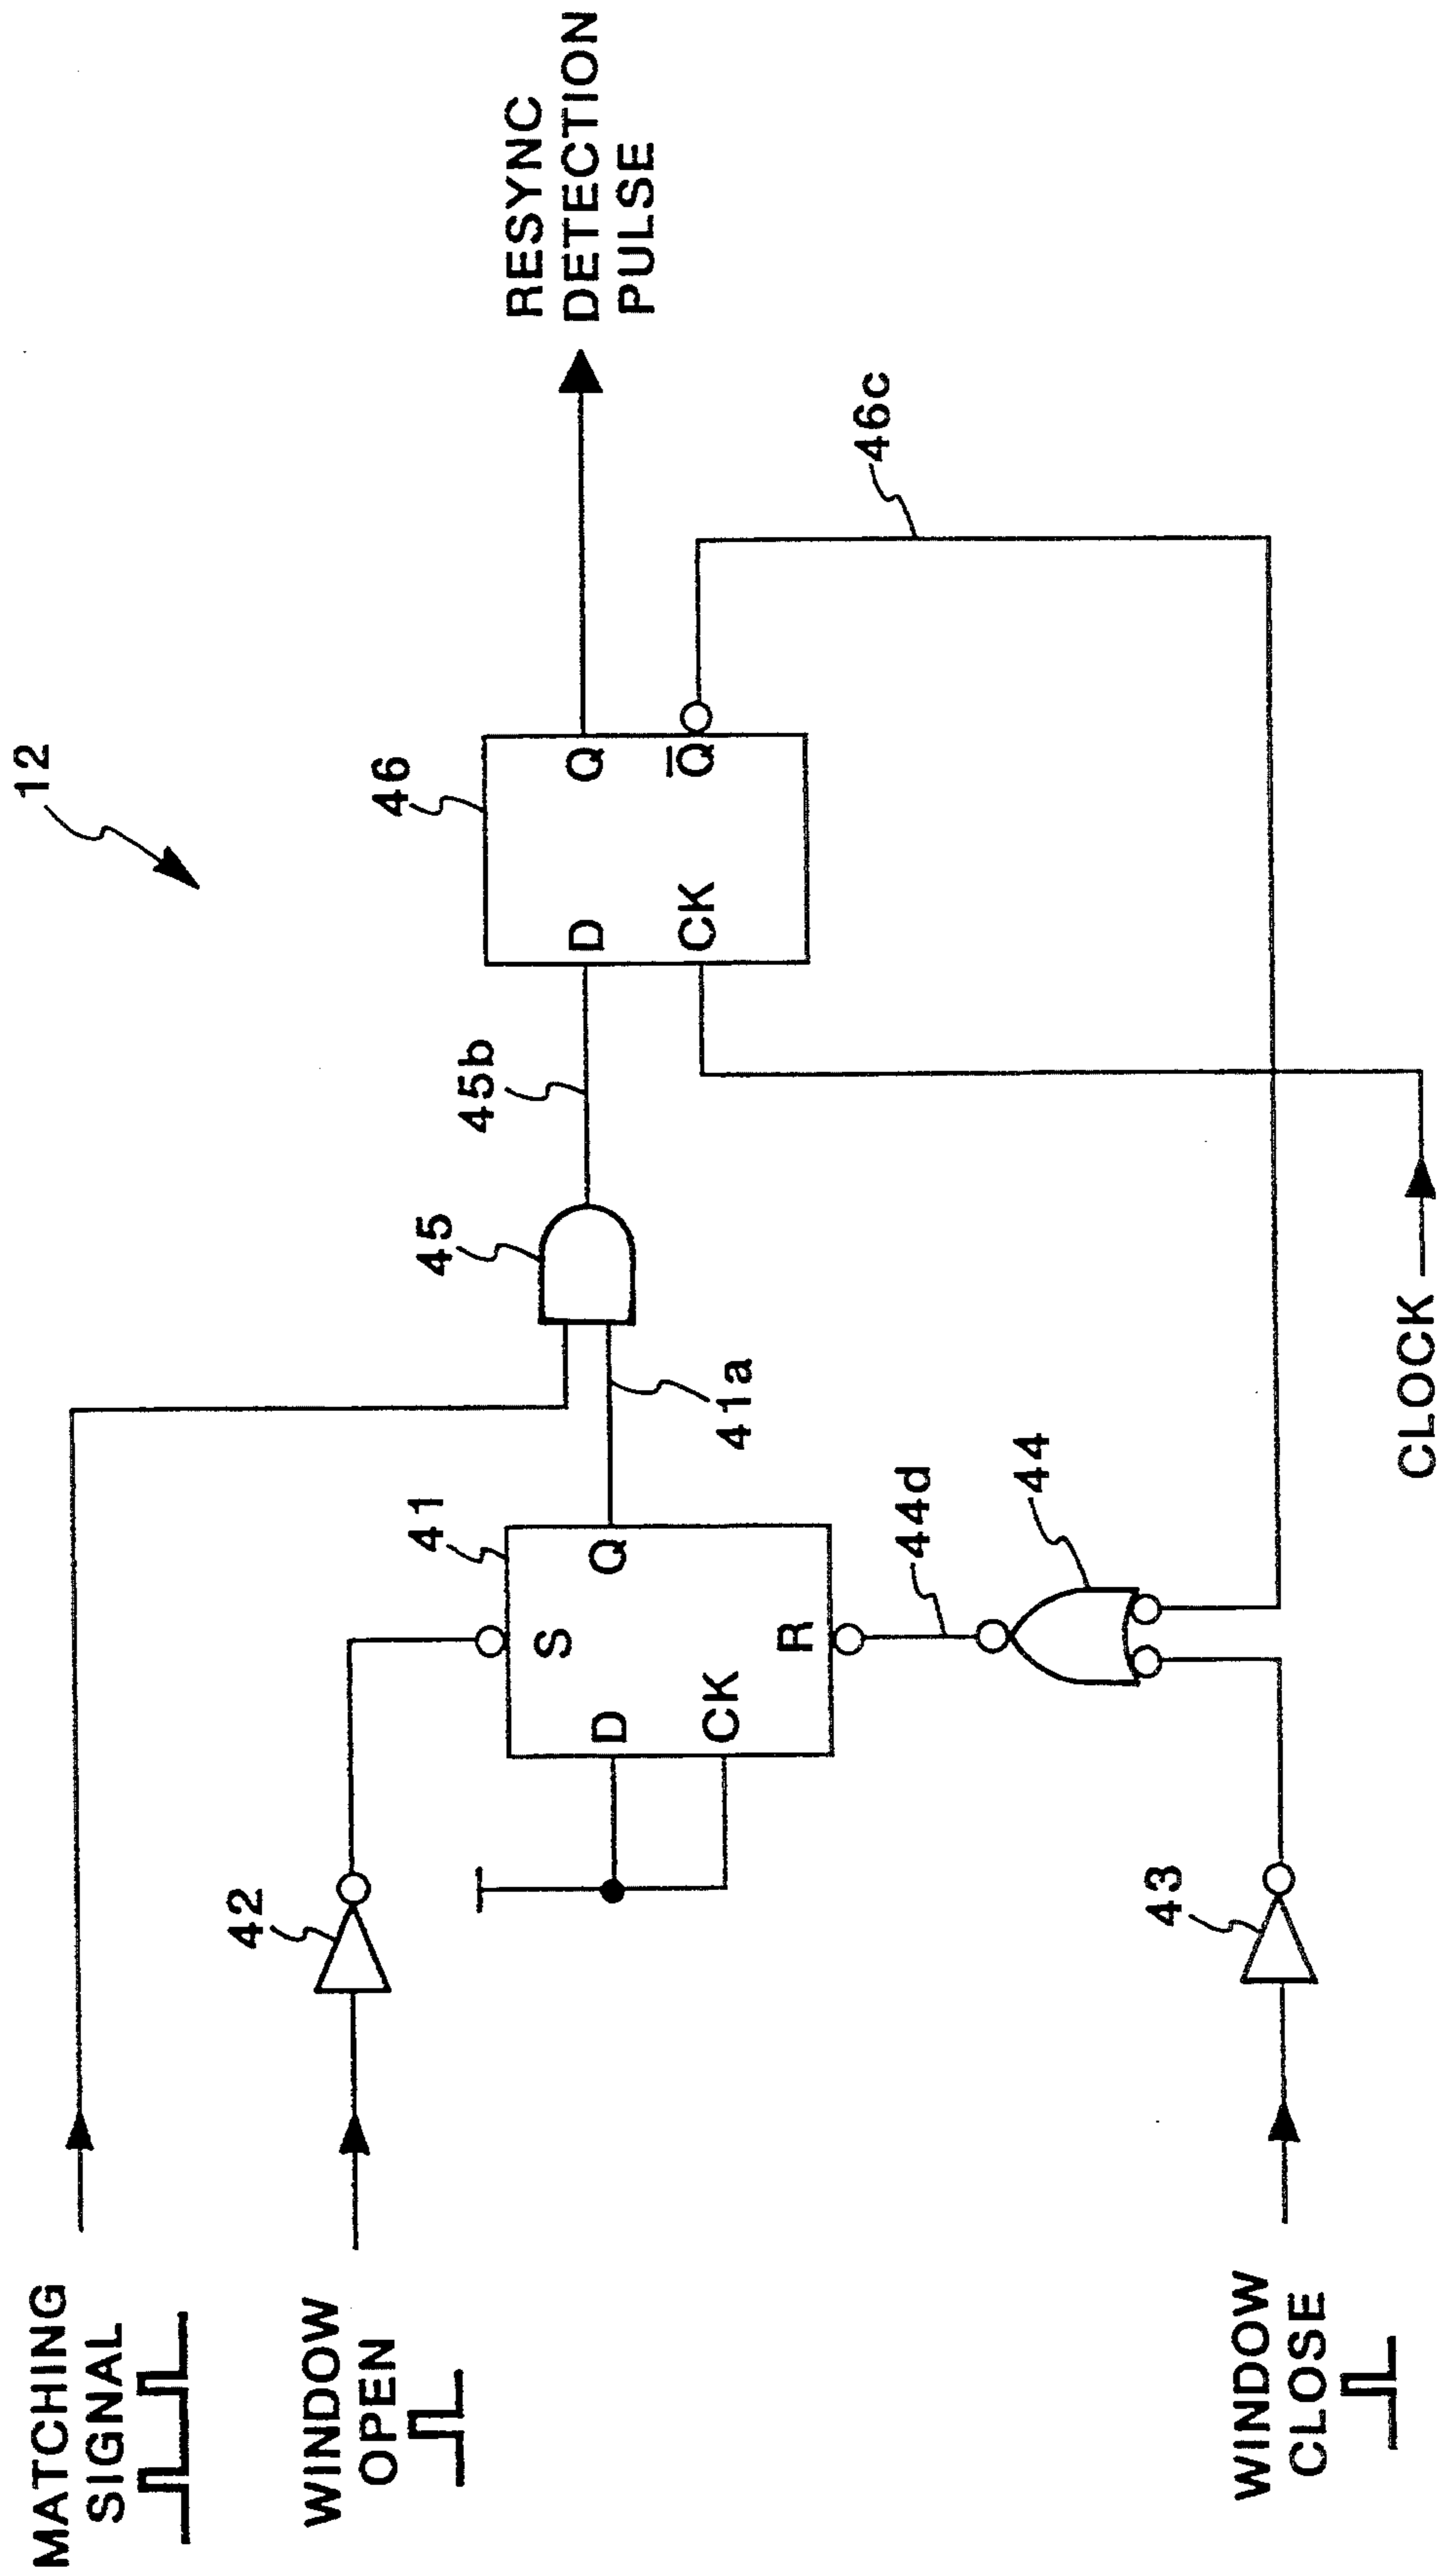 12
MATCHING
SIGNAL
WINDOW
OPEN
42
41
S
D
Q
CK
R
41a
45
45b
46
D
Q
CK
Q̅
RESYNC
DETECTION
PULSE
46c
44d
44
43
WINDOW
CLOSE
CLOCK